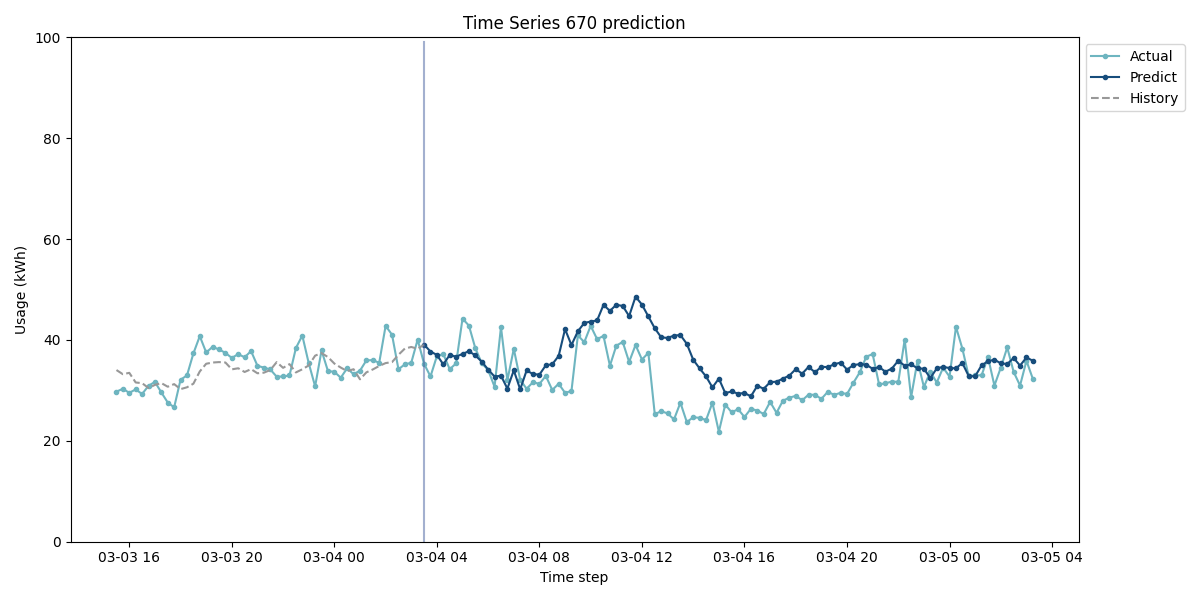 Time Series 670 prediction
100
80
60
40
20
0
Usage (kWh)
03-03 16
03-03 20
03-04 00
03-04 04
03-04 08
03-04 12
03-04 16
03-04 20
03-05 00
03-05 04
Time step
Actual
Predict
History